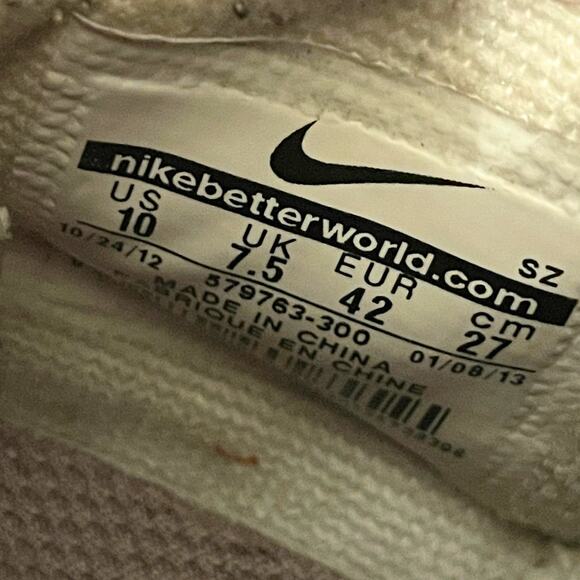 nikebetterworld.com
SZ
US UK EUR cm
10 7.5 42 27
10/24/12 579763-300 01/08/13
MADE IN CHINA
FABRIQUE EN CHINE